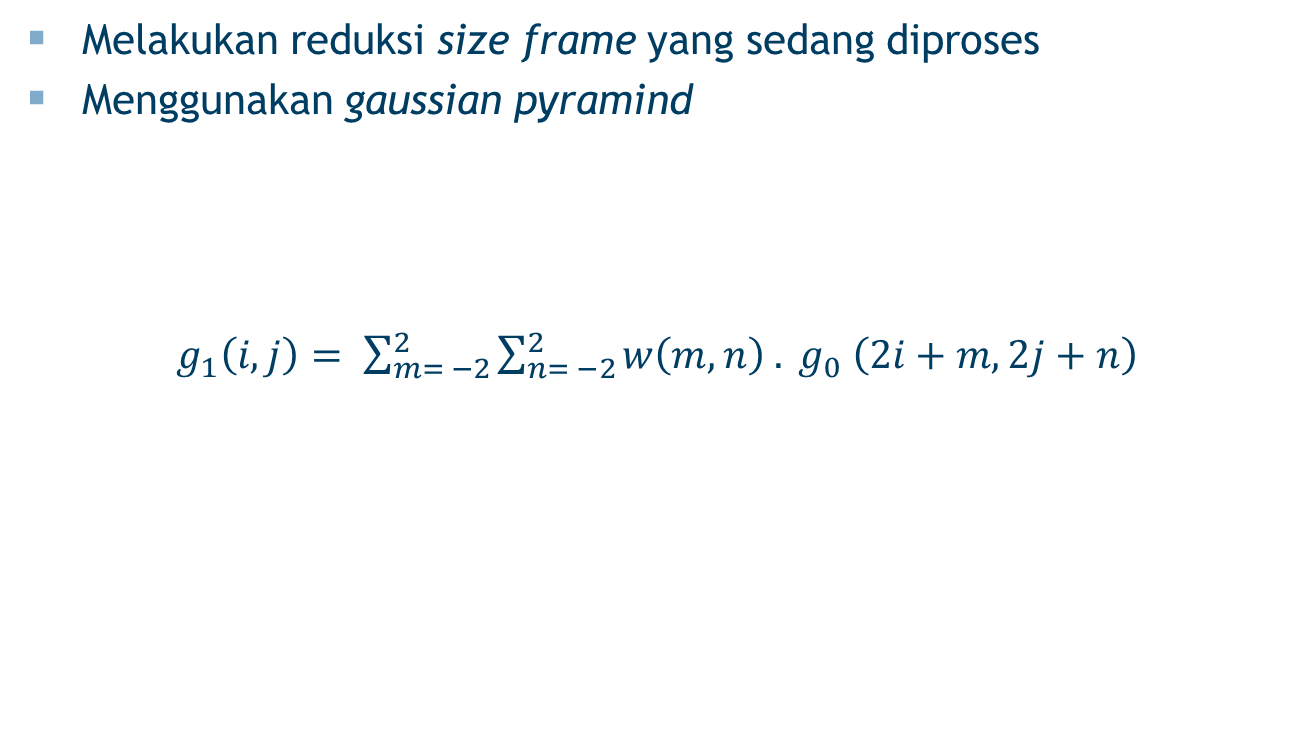 ▪ Melakukan reduksi size frame yang sedang diproses
▪ Menggunakan gaussian pyramind
𝑔₁(𝑖, 𝑗) = ∑²ₘ₌ ₋₂ ∑²ₙ₌ ₋₂ 𝑤(𝑚, 𝑛) . 𝑔₀ (2𝑖 + 𝑚, 2𝑗 + 𝑛)